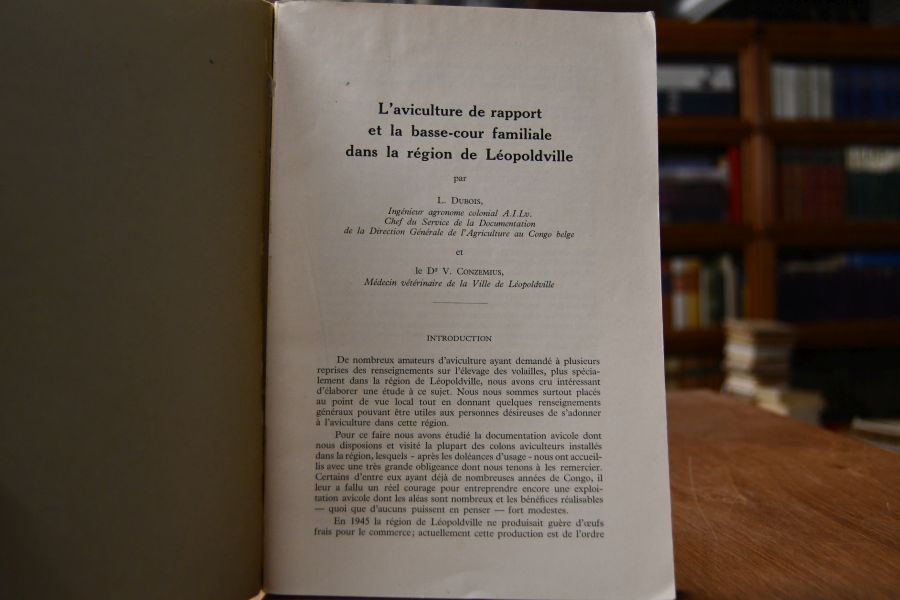 L'aviculture de rapport
et la basse-cour familiale
dans la région de Léopoldville
par
L. Dubois,
Ingénieur agronome colonial A.I.Lv.
Chef du Service de la Documentation
de la Direction Générale de l'Agriculture au Congo belge
et
le Dr V. Conzemius,
Médecin vétérinaire de la Ville de Léopoldville
INTRODUCTION
De nombreux amateurs d'aviculture ayant demandé à plusieurs
reprises des renseignements sur l'élevage des volailles, plus spécia-
lement dans la région de Léopoldville, nous avons cru intéressant
d'élaborer une étude à ce sujet. Nous nous sommes surtout placés
au point de vue local tout en donnant quelques renseignements
généraux pouvant être utiles aux personnes désireuses de s'adonner
à l'aviculture dans cette région.
Pour ce faire nous avons étudié la documentation avicole dont
nous disposions et visité la plupart des colons aviculteurs installés
dans la région, lesquels - après les doléances d'usage - nous ont accueil-
lis avec une très grande obligeance dont nous tenons à les remercier.
Certains d'entre eux ayant déjà de nombreuses années de Congo, il
leur a fallu un réel courage pour entreprendre encore une exploi-
tation avicole dont les aléas sont nombreux et les bénéfices réalisables
— quoi que d'aucuns puissent en penser — fort modestes.
En 1945 la région de Léopoldville ne produisait guère d'œufs
frais pour le commerce; actuellement cette production est de l'ordre